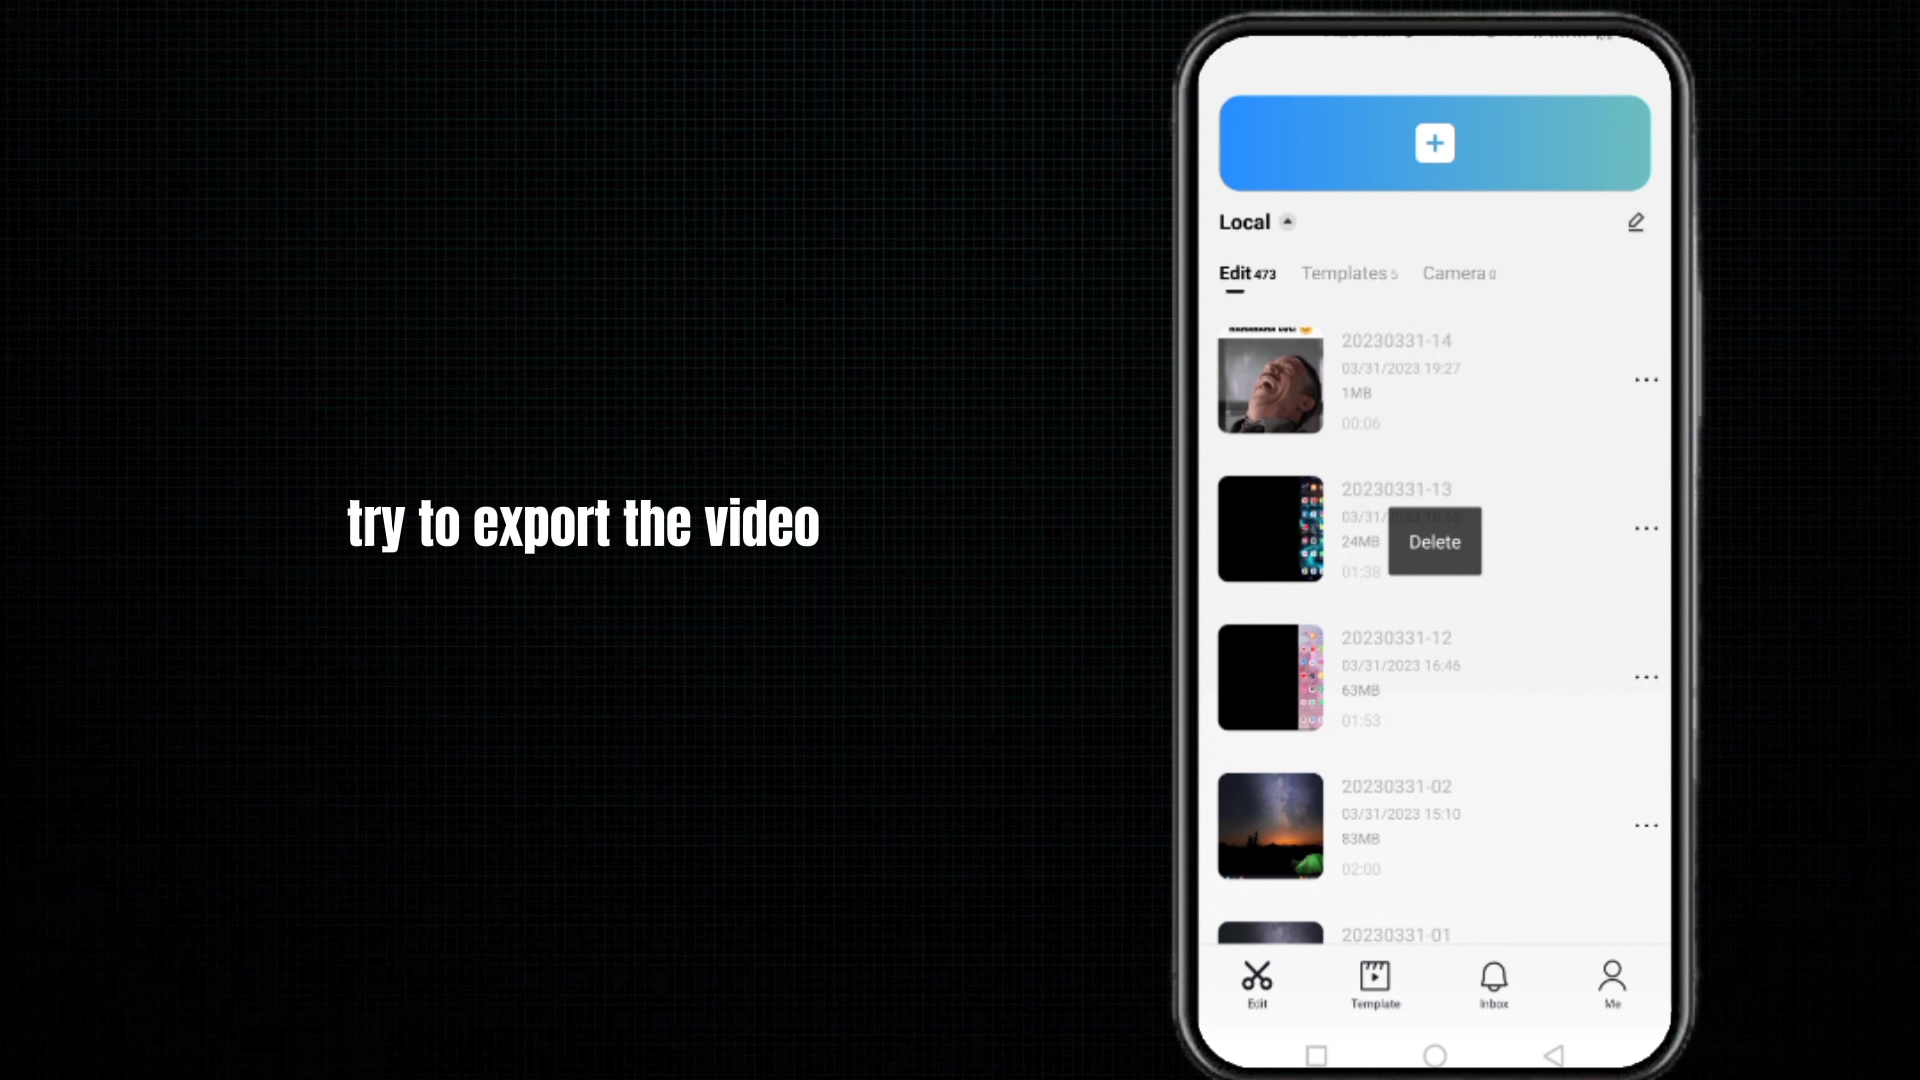 try to export the video
Local
Edit 473 Templates 5 Camera 0
20230331-14
03/31/2023 19:27
1MB
00:06
20230331-13
03/31/
24MB
01:38
Delete
20230331-12
03/31/2023 16:46
63MB
01:53
20230331-02
03/31/2023 15:10
83MB
02:00
20230331-01
Edit Template Inbox Me